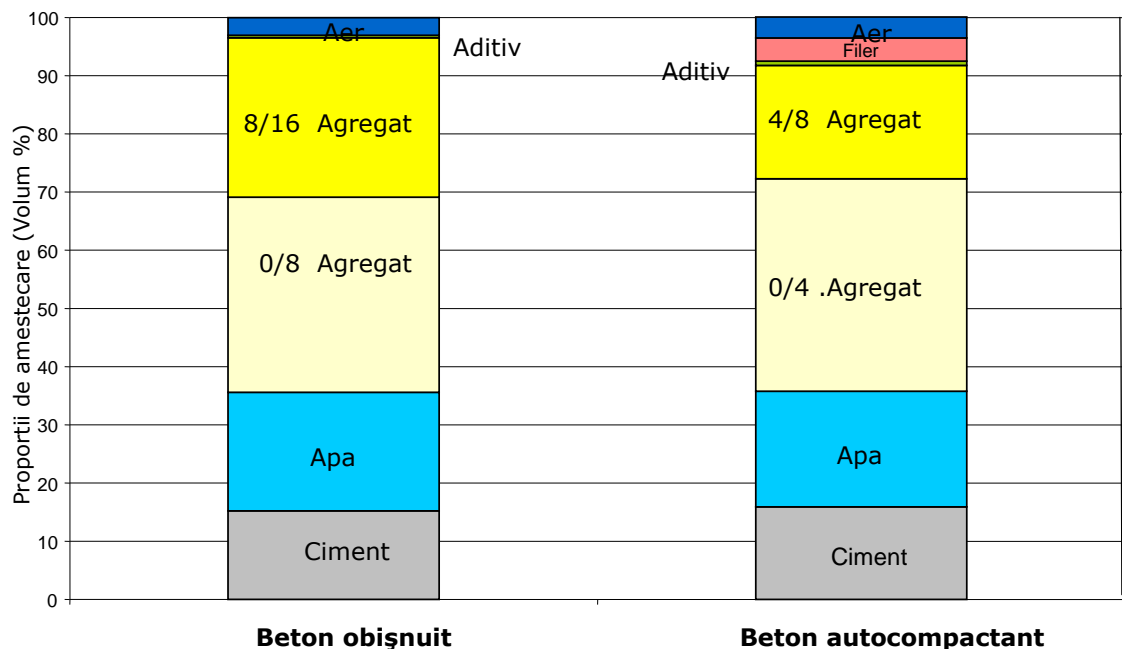 Proportii de amestecare (Volum %)
100
90
80
70
60
50
40
30
20
10
0
Aer
Aditiv
8/16 Agregat
0/8 Agregat
Apa
Ciment
Beton obişnuit
Aer
Filer
Aditiv
4/8 Agregat
0/4 .Agregat
Apa
Ciment
Beton autocompactant